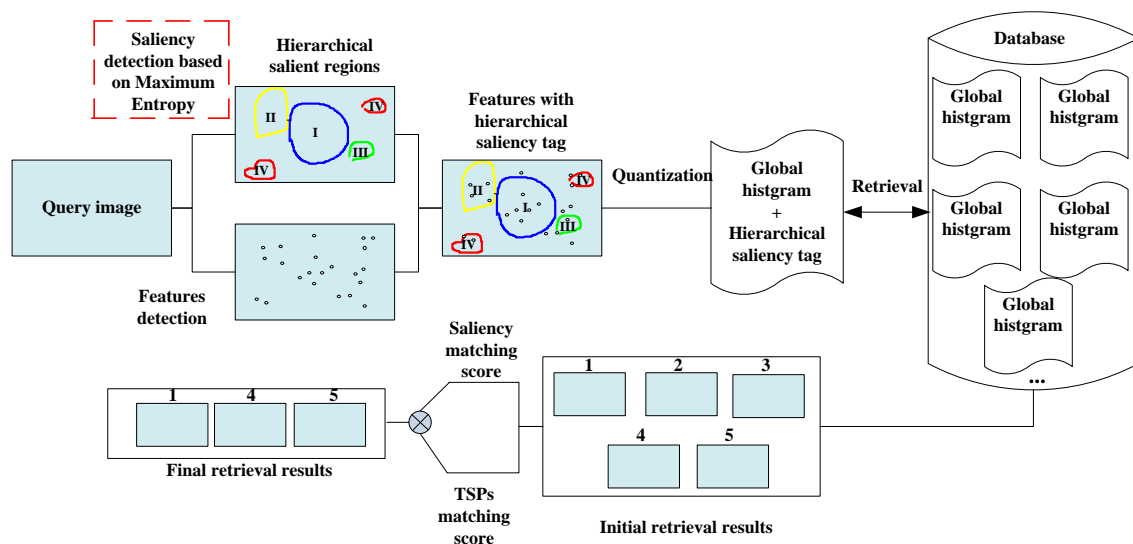 Saliency
detection based
on Maximum
Entropy
Hierarchical
salient regions
II
I
IV
III
IV
Query image
Features
detection
Features with
hierarchical
saliency tag
II
IV
I
III
IV
Quantization
Global
histgram
+
Hierarchical
saliency tag
Retrieval
Database
Global
histgram
Global
histgram
Global
histgram
Global
histgram
Global
histgram
...
Saliency
matching
score
1
2
3
4
5
Initial retrieval results
TSPs
matching
score
1
4
5
Final retrieval results